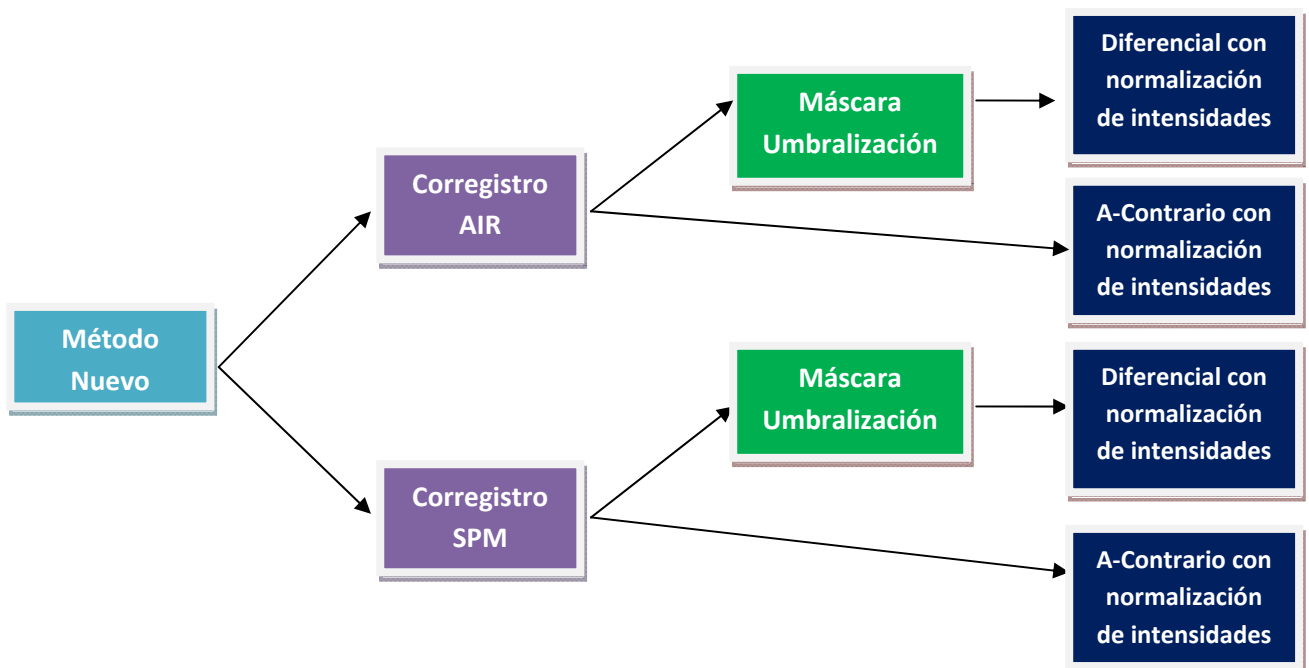 Método
Nuevo
Corregistro
AIR
Máscara
Umbralización
Diferencial con
normalización
de intensidades
A-Contrario con
normalización
de intensidades
Corregistro
SPM
Máscara
Umbralización
Diferencial con
normalización
de intensidades
A-Contrario con
normalización
de intensidades